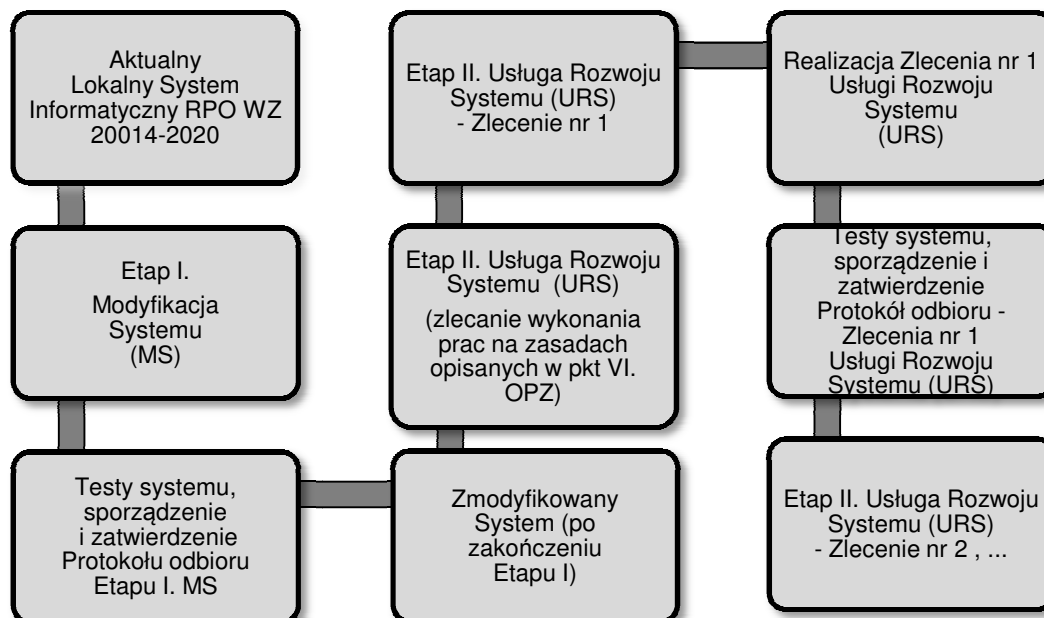 Aktualny
Lokalny System
Informatyczny RPO WZ
20014-2020
Etap I.
Modyfikacja
Systemu
(MS)
Testy systemu,
sporządzenie
i zatwierdzenie
Protokołu odbioru
Etapu I. MS
Zmodyfikowany
System (po
zakończeniu
Etapu I)
Etap II. Usługa Rozwoju
Systemu (URS)
(zlecanie wykonania
prac na zasadach
opisanych w pkt VI.
OPZ)
Etap II. Usługa Rozwoju
Systemu (URS)
- Zlecenie nr 1
Realizacja Zlecenia nr 1
Usługi Rozwoju
Systemu
(URS)
Testy systemu,
sporządzenie i
zatwierdzenie
Protokół odbioru -
Zlecenia nr 1
Usługi Rozwoju
Systemu (URS)
Etap II. Usługa Rozwoju
Systemu (URS)
- Zlecenie nr 2 , ...